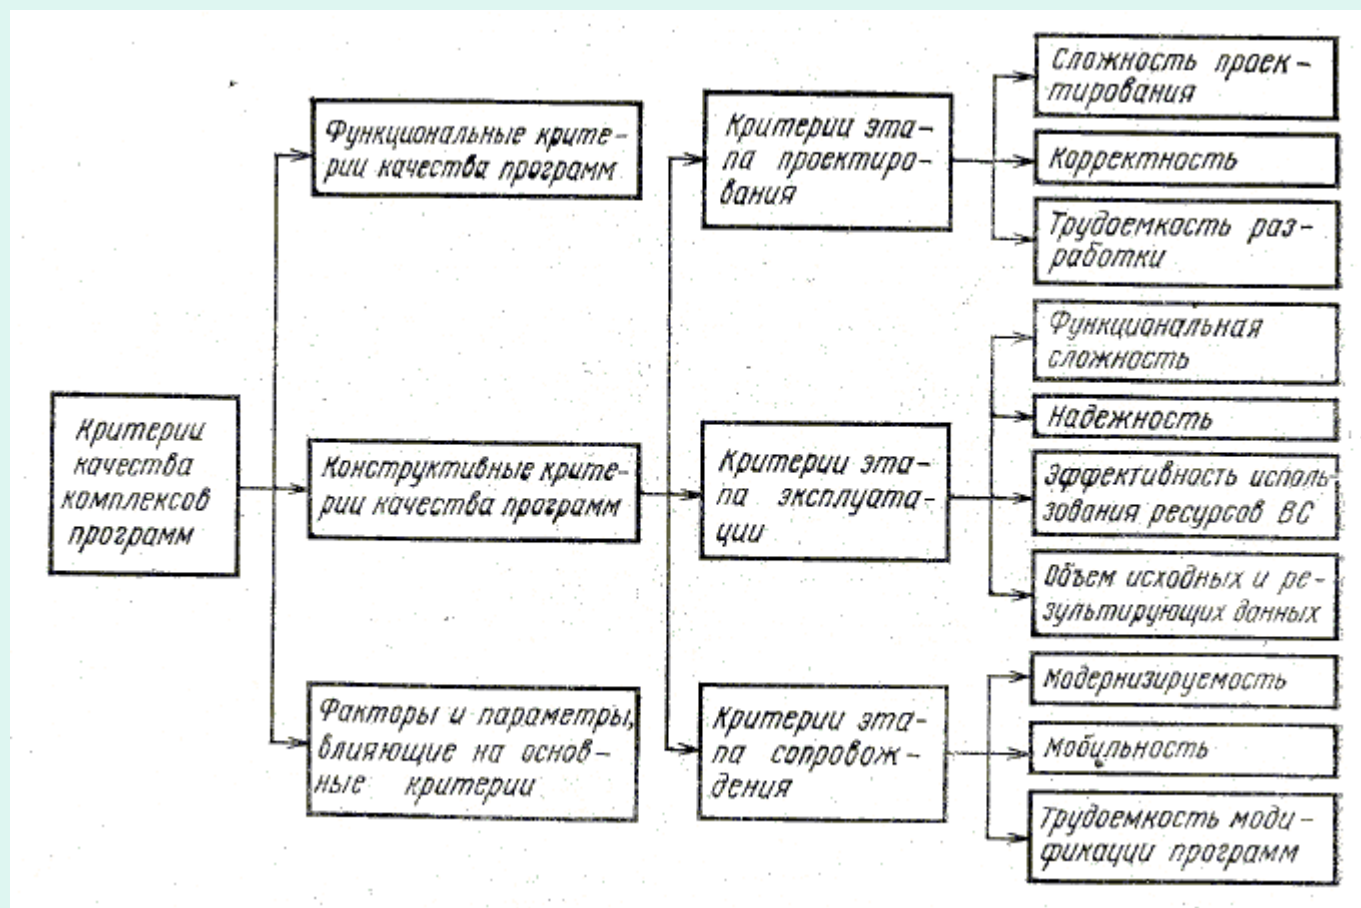 Критерии
качества
комплексов
программ
Функциональные крите-
рии качества программ
Конструктивные крите-
рии качества программ
Факторы и параметры,
влияющие на основ-
ные критерии
Критерии эта-
па проектиро-
вания
Критерии эта-
па эксплуата-
ции
Критерии эта-
па сопровож-
дения
Сложность проек-
тирования
Корректность
Трудоемкость раз-
работки
Функциональная
сложность
Надежность
Эффективность исполь-
зования ресурсов ВС
Объем исходных и ре-
зультирующих данных
Модернизируемость
Мобильность
Трудоемкость моди-
фикации программ